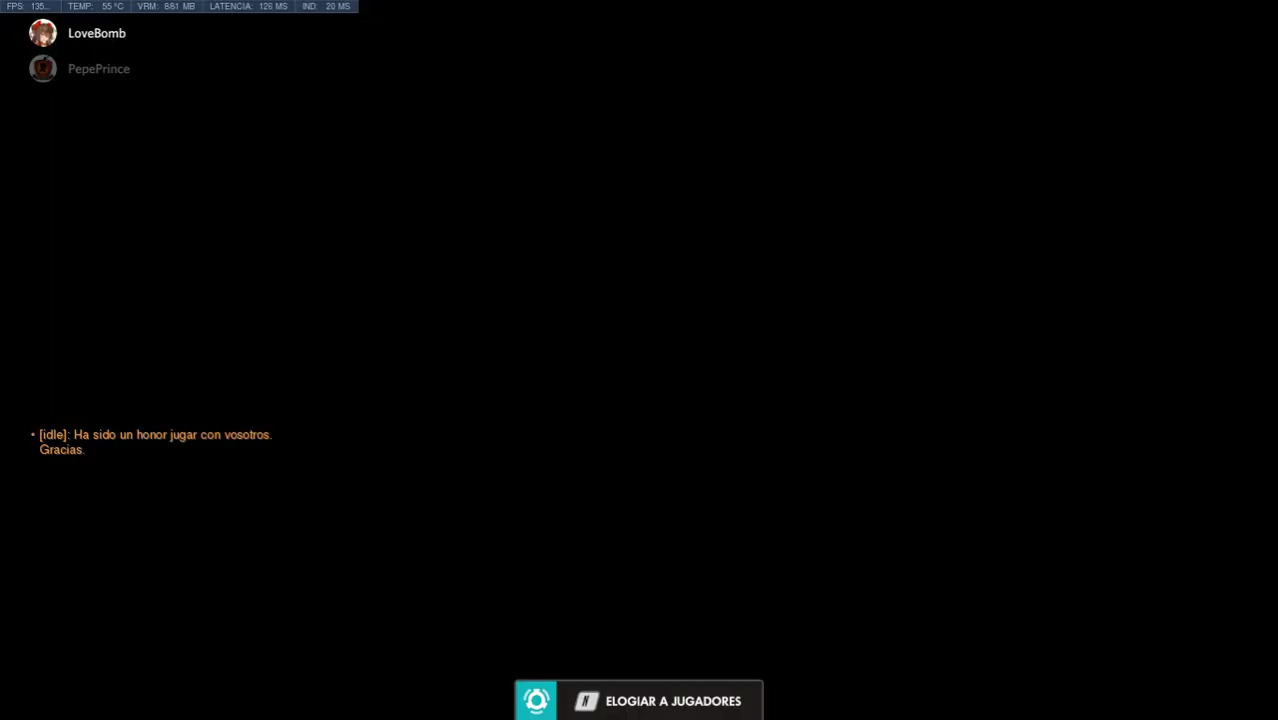 FPS: 135... TEMP: 55 ºC VRM: 881 MB LATENCIA: 126 MS IND: 20 MS
LoveBomb
PepePrince
• [idle]: Ha sido un honor jugar con vosotros.
Gracias.
N ELOGIAR A JUGADORES